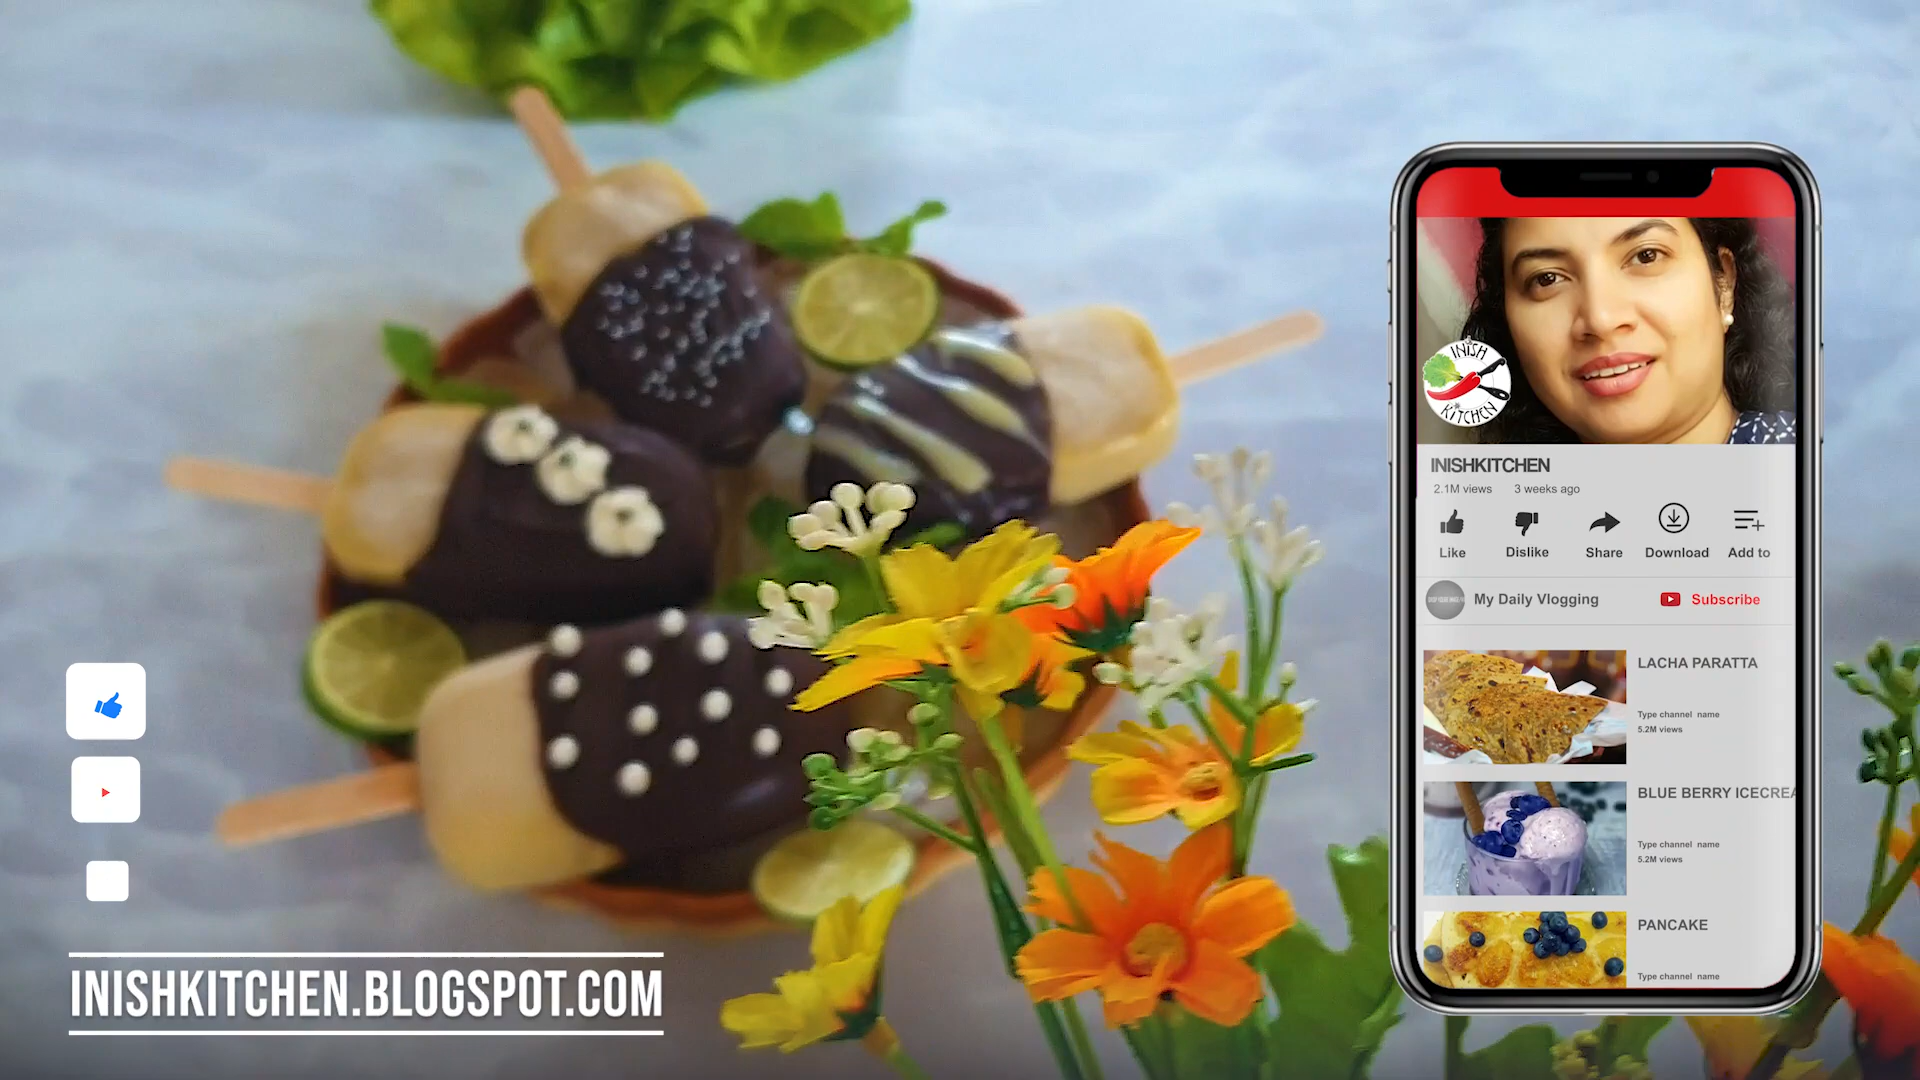 INISH
KITCHEN
INISHKITCHEN
2.1M views 3 weeks ago
Like Dislike Share Download Add to
My Daily Vlogging Subscribe
LACHA PARATTA
Type channel name
5.2M views
BLUE BERRY ICECREA
Type channel name
5.2M views
PANCAKE
Type channel name
INISHKITCHEN.BLOGSPOT.COM